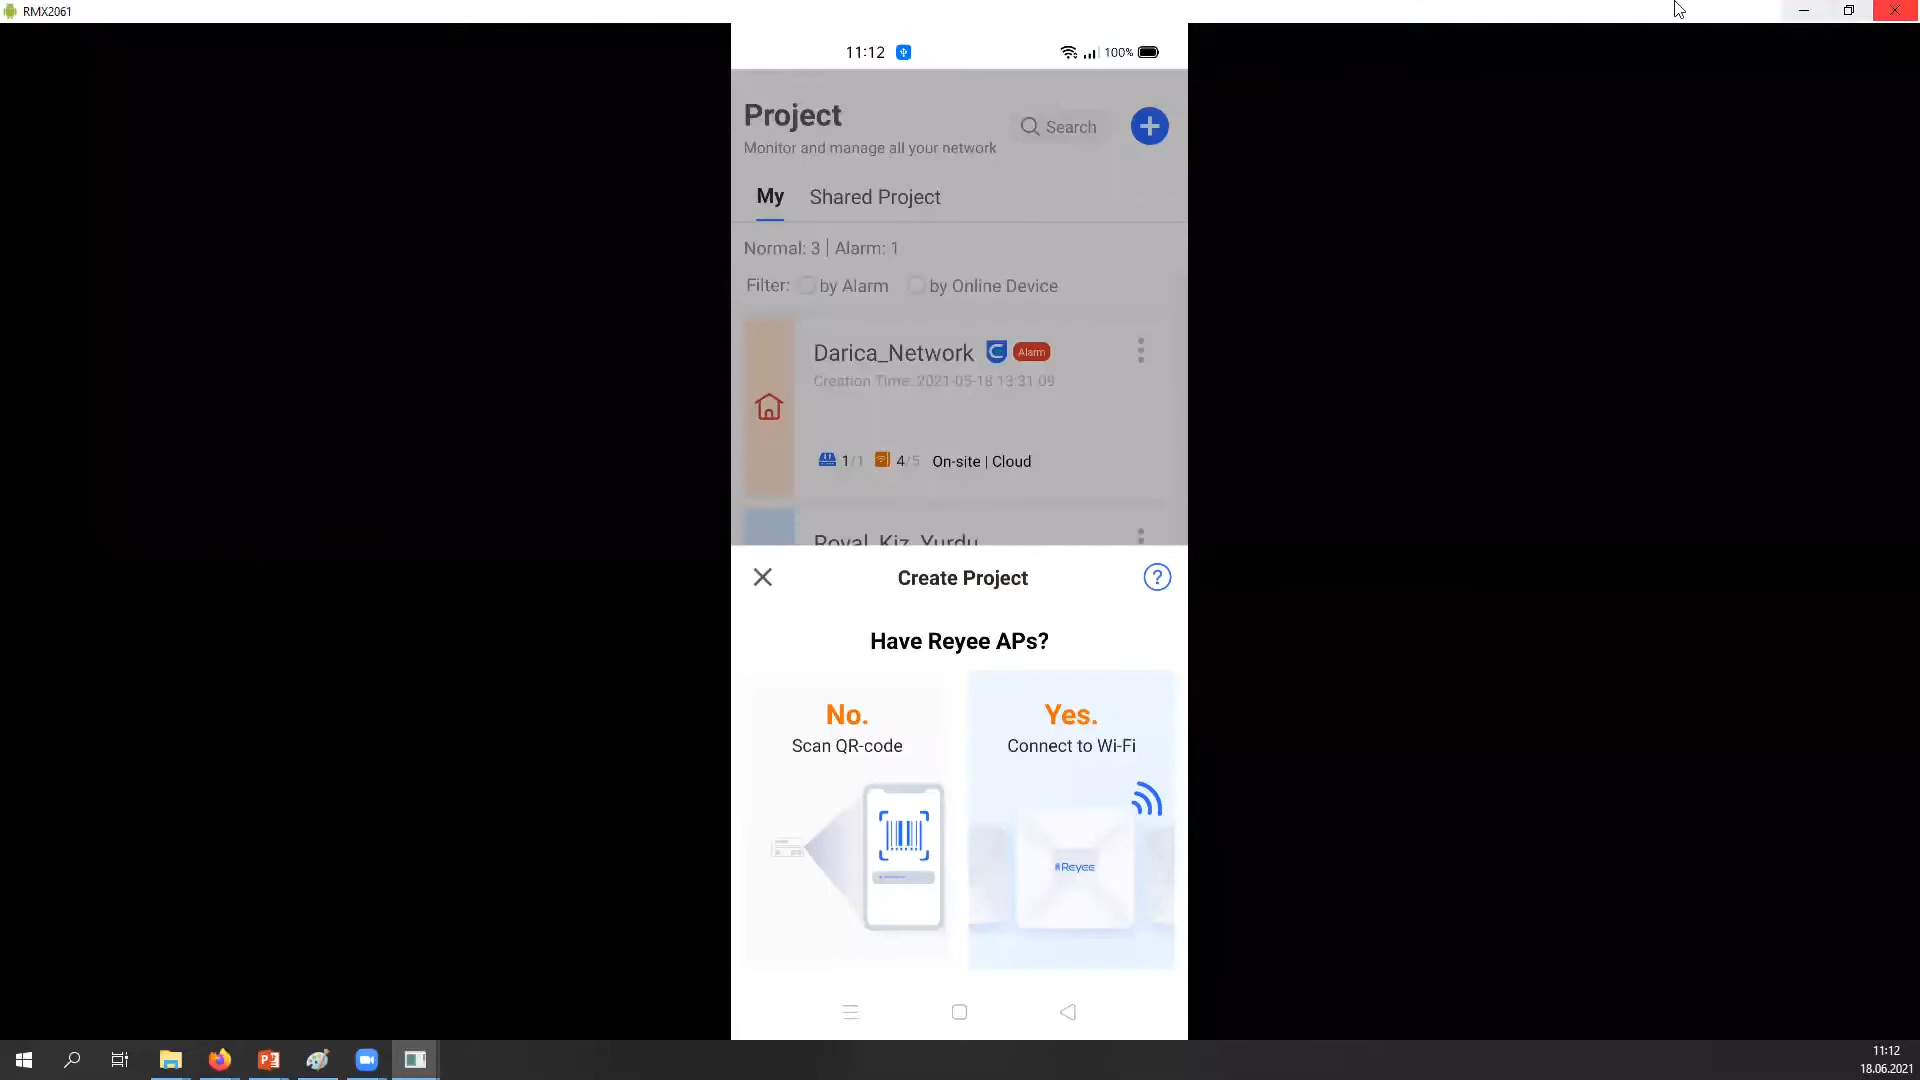 RMX2061
11:12
100%
Project
Search
Monitor and manage all your network
My
Shared Project
Normal: 3 | Alarm: 1
Filter: by Alarm by Online Device
Darica_Network Alarm
Creation Time: 2021-05-18 13:31:09
1/1 4/5 On-site | Cloud
Royal_Kiz_Yurdu
Create Project
?
Have Reyee APs?
No.
Scan QR-code
Yes.
Connect to Wi-Fi
Reyee
11:12
18.06.2021